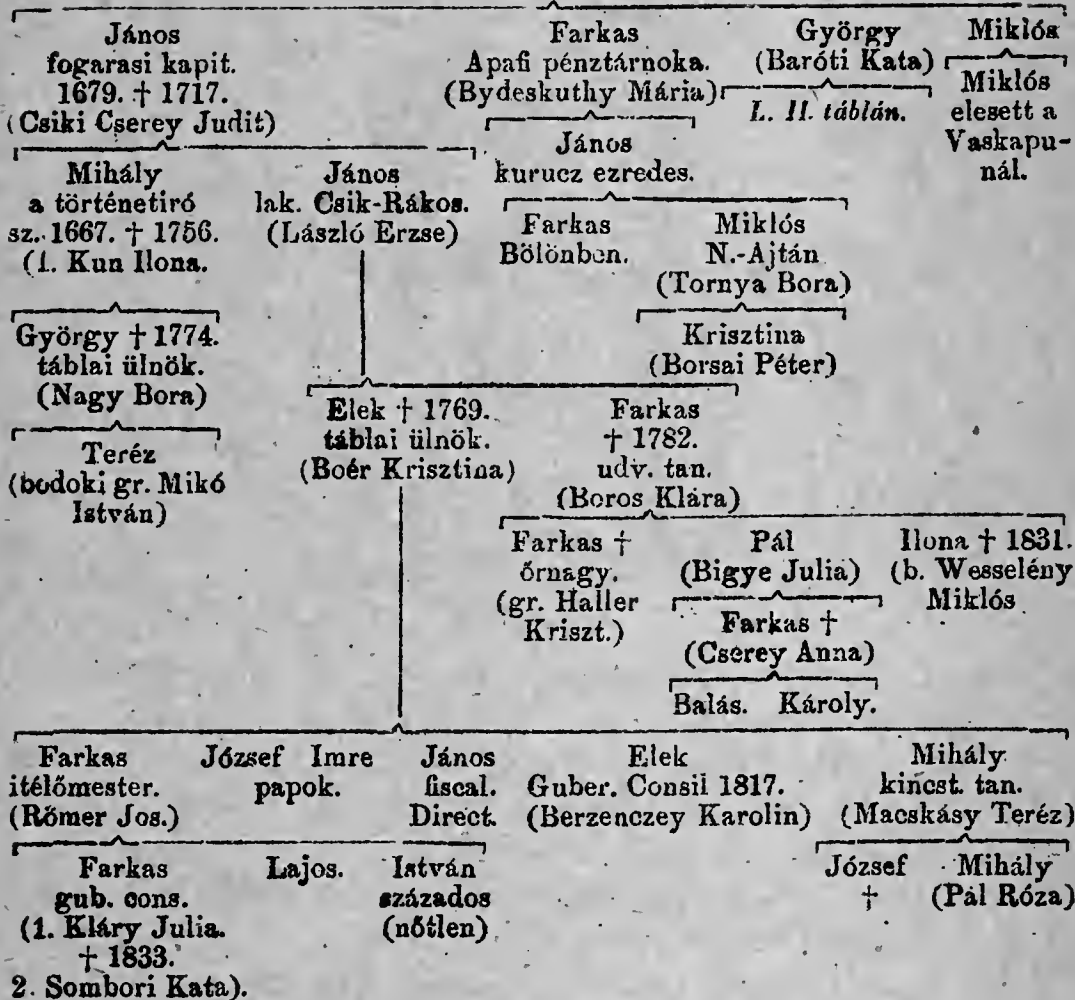 János Farkas György Miklós
fogarasi kapit. Apafi pénztárnoka. (Baróti Kata) Miklós
1679. † 1717. (Bydeskuthy Mária) L. II. táblán. elesett a
(Csiki Cserey Judit) János Vaskapu-
Mihály János kurucz ezredes. nál.
a történetiró lak. Csik-Rákos. Farkas Miklós
sz. 1667. † 1756. (László Erzse) Bölönben. N.-Ajtán
(1. Kun Ilona. (Tornya Bora)
György † 1774. Krisztina
táblai ülnök. (Borsai Péter)
(Nagy Bora) Elek † 1769. Farkas
Teréz táblai ülnök. † 1782.
(bodoki gr. Mikó (Boér Krisztina) udv. tan.
István) (Boros Klára)
Farkas † Pál Ilona † 1831.
őrnagy. (Bigye Julia) (b. Wesselény
(gr. Haller Farkas † Miklós
Kriszt.) (Cserey Anna)
Balás. Károly.
Farkas József Imre János Elek Mihály
itélőmester. papok. fiscal. Guber. Consil 1817. kincst. tan.
(Rőmer Jos.) Direct. (Berzenczey Karolin) (Macskásy Teréz)
Farkas Lajos. István József Mihály
gub. cons. százados † (Pál Róza)
(1. Kláry Julia. (nőtlen)
† 1833.
2. Sombori Kata).